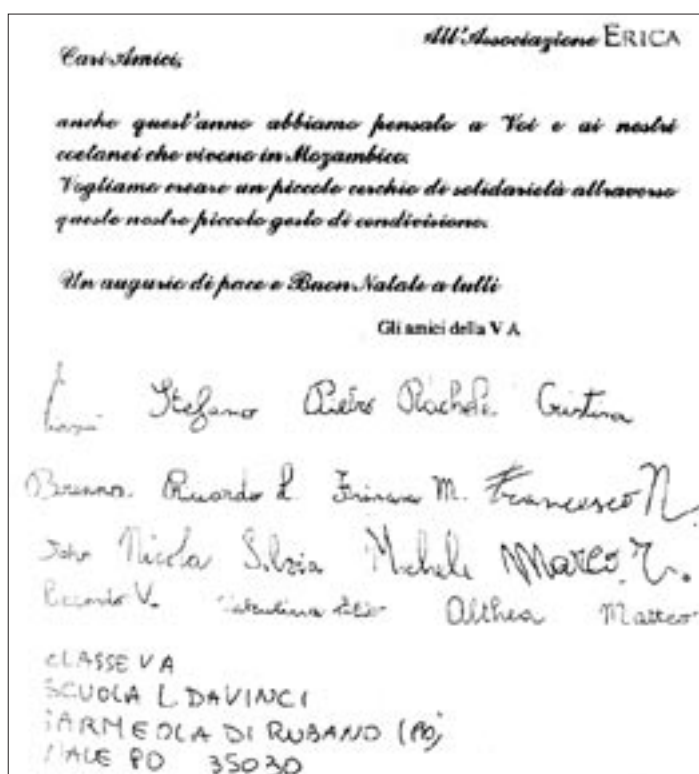 All'Associazione ERICA
Cari Amici,
anche quest'anno abbiamo pensato a Voi e ai nostri
coetanei che vivono in Mozambico.
Vogliamo creare un piccolo cerchio di solidarietà attraverso
questo nostro piccolo gesto di condivisione.
Un augurio di pace e Buon Natale a tutti
Gli amici della V A
Stefano Pietro Rachele Cristina
Brenno. Riccardo L. M. Francesco N.
John Nicola Silvia Michele Marco. Z.
Riccardo V. Althea Matteo
CLASSE V A
SCUOLA L DAVINCI
SARMEOLA DI RUBANO (PD)
35030